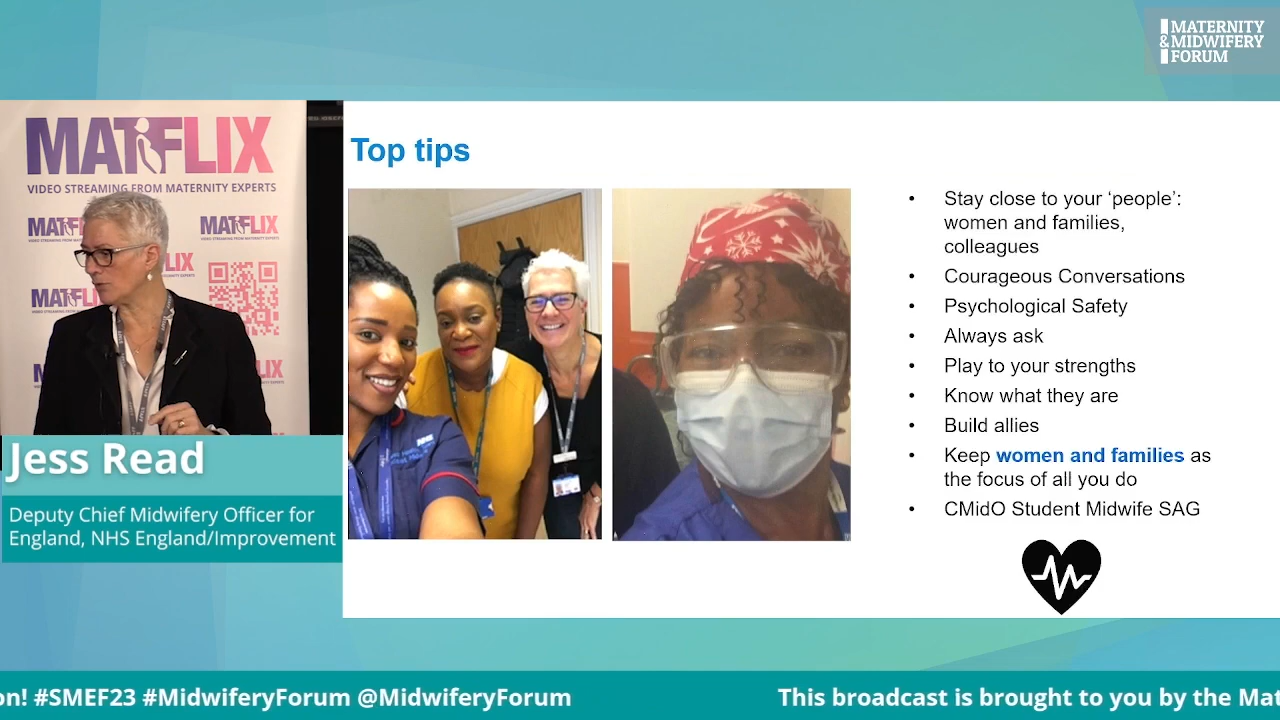 MATERNITY
&MIDWIFERY
FORUM
MATFLIX
VIDEO STREAMING FROM MATERNITY EXPERTS
Top tips
• Stay close to your ‘people’:
women and families,
colleagues
• Courageous Conversations
• Psychological Safety
• Always ask
• Play to your strengths
• Know what they are
• Build allies
• Keep women and families as
the focus of all you do
• CMidO Student Midwife SAG
Jess Read
Deputy Chief Midwifery Officer for
England, NHS England/Improvement
on! #SMEF23 #MidwiferyForum @MidwiferyForum
This broadcast is brought to you by the Mat